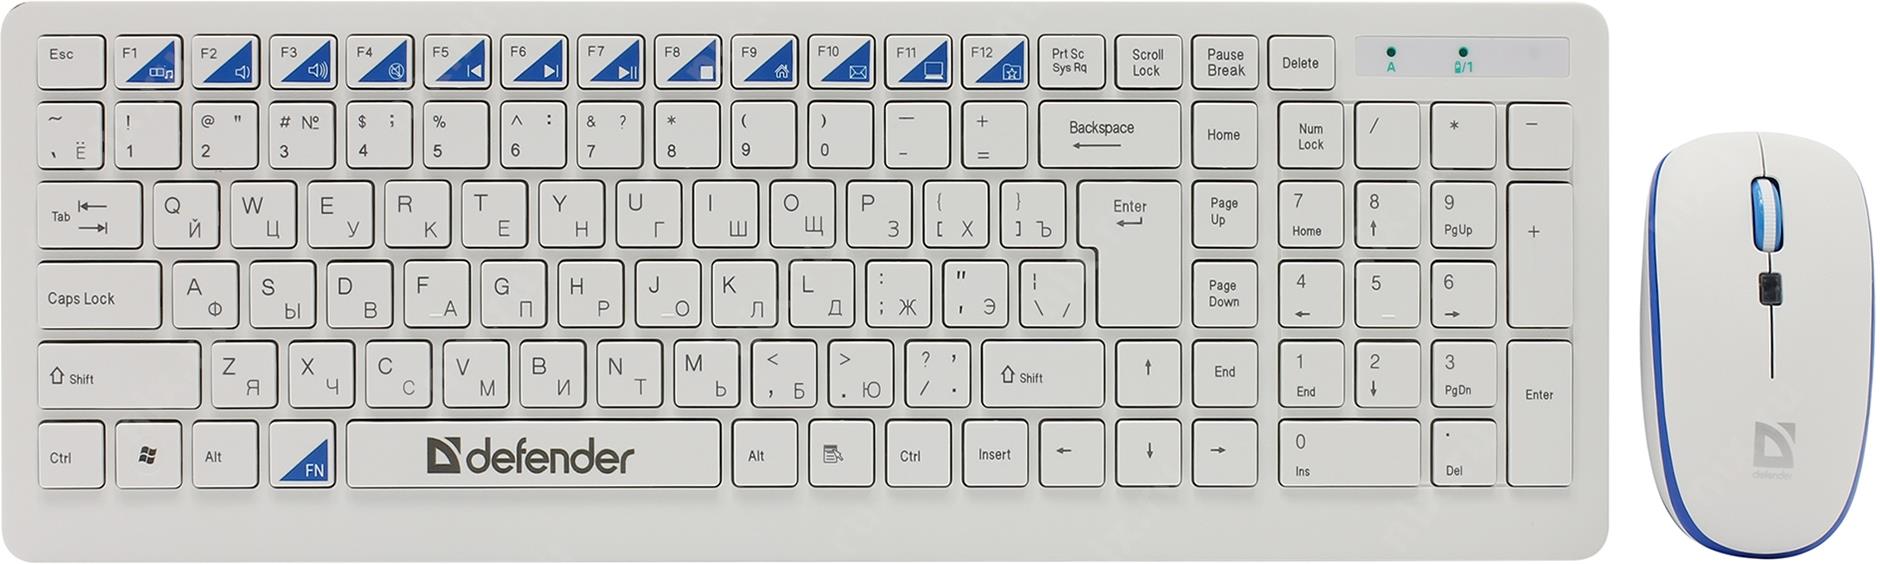 Esc F1 F2 F3 F4 F5 F6 F7 F8 F9 F10 F11 F12 Prt Sc Scroll Pause Delete A /1
Sys Rq Lock Break
~ ! @ " # № $ ; % ^ : & ? * ( ) — + Backspace Home Num / * −
Ё 1 2 3 4 5 6 7 8 9 0 - = Lock
Tab Q W E R T Y U I O P { } Enter Page 7 8 9 +
Й Ц У К Е Н Г Ш Щ З [ Х ] Ъ Up Home ↑ PgUp
Caps Lock A S D F G H J K L : " ¦ Page 4 5 6
Ф Ы В _А П Р _О Л Д ; Ж ' Э \ / Down ← _ →
⇧ Shift Z X C V B N M < > ? , ⇧ Shift ↑ End 1 2 3 Enter
Я Ч С М И Т Ь , Б . Ю / . End ↓ PgDn
Ctrl Alt FN defender Alt Ctrl Insert ← ↓ → 0 .
Ins Del
defender